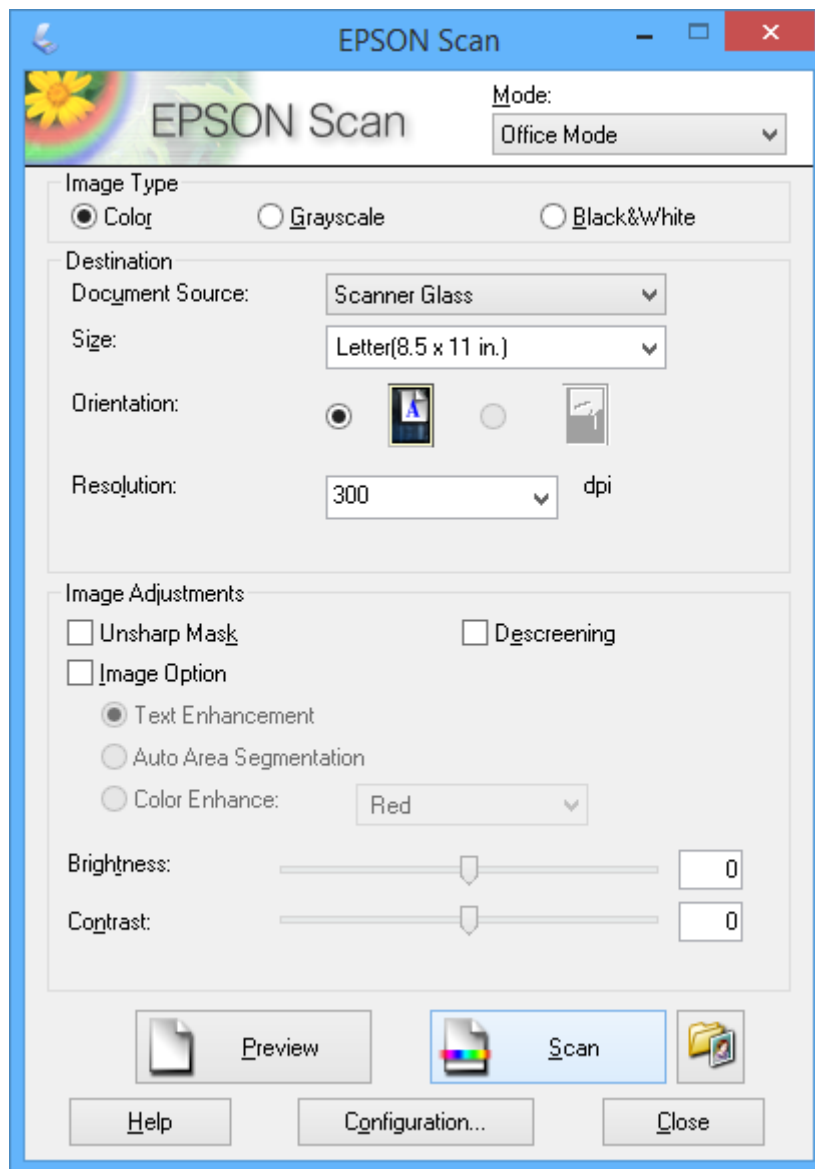 EPSON Scan
EPSON Scan
Mode:
Office Mode
Image Type
Color Grayscale Black&White
Destination
Document Source: Scanner Glass
Size: Letter(8.5 x 11 in.)
Orientation: A
Resolution: 300 dpi
Image Adjustments
Unsharp Mask Descreening
Image Option
Text Enhancement
Auto Area Segmentation
Color Enhance: Red
Brightness: 0
Contrast: 0
Preview Scan
Help Configuration... Close